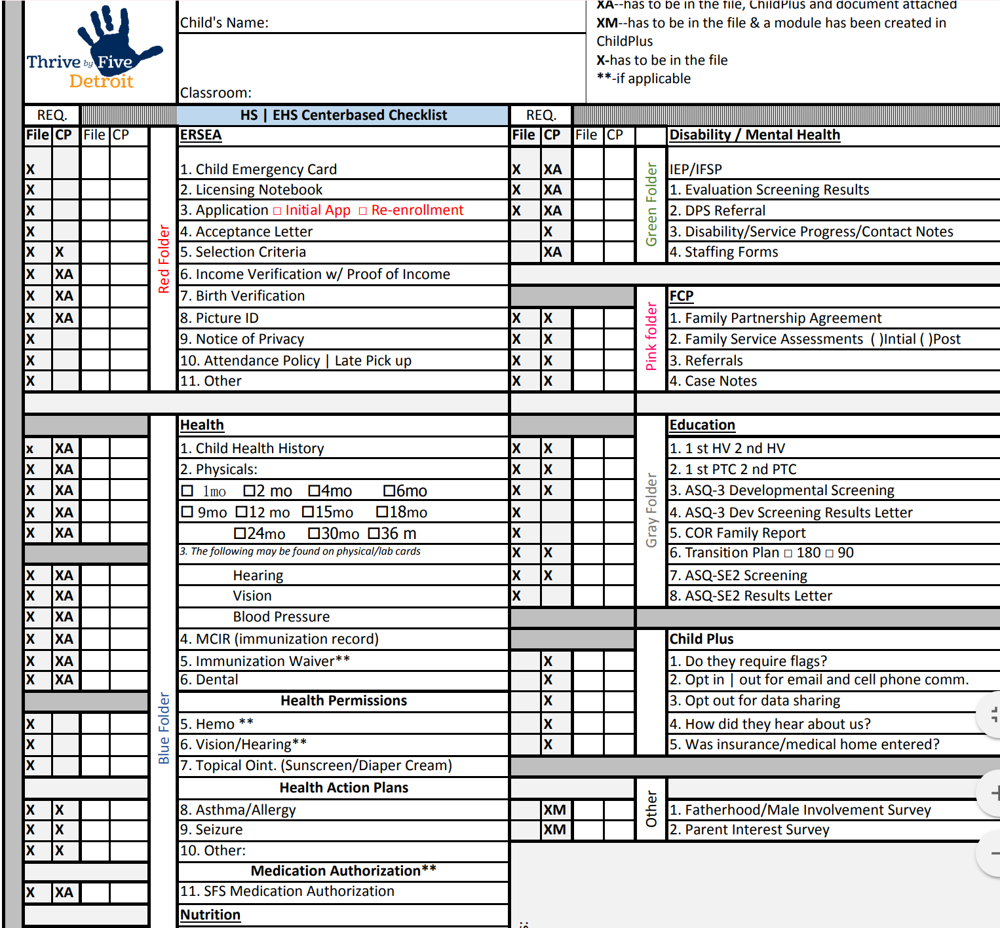 Thrive by Five
Detroit
Child's Name:
Classroom:
XA--has to be in the file, ChildPlus and document attached
XM--has to be in the file & a module has been created in
ChildPlus
X-has to be in the file
**-if applicable
REQ.
HS | EHS Centerbased Checklist
File CP File CP
ERSEA
Red Folder
X 1. Child Emergency Card
X 2. Licensing Notebook
X 3. Application □ Initial App □ Re-enrollment
X 4. Acceptance Letter
X X 5. Selection Criteria
X XA 6. Income Verification w/ Proof of Income
X XA 7. Birth Verification
X XA 8. Picture ID
X 9. Notice of Privacy
X 10. Attendance Policy | Late Pick up
X 11. Other
Health
Blue Folder
x XA 1. Child Health History
X XA 2. Physicals:
X XA □ 1mo □2 mo □4mo □6mo
X XA □ 9mo □12 mo □15mo □18mo
X XA □24mo □30mo □36 m
3. The following may be found on physical/lab cards
X XA Hearing
X XA Vision
X XA Blood Pressure
X XA 4. MCIR (immunization record)
X XA 5. Immunization Waiver**
X XA 6. Dental
Health Permissions
X 5. Hemo **
X 6. Vision/Hearing**
X 7. Topical Oint. (Sunscreen/Diaper Cream)
Health Action Plans
X X 8. Asthma/Allergy
X X 9. Seizure
X X 10. Other:
Medication Authorization**
X XA 11. SFS Medication Authorization
Nutrition
REQ.
File CP File CP
Disability / Mental Health
Green Folder
X XA IEP/IFSP
X XA 1. Evaluation Screening Results
X XA 2. DPS Referral
X 3. Disability/Service Progress/Contact Notes
XA 4. Staffing Forms
FCP
Pink folder
X X 1. Family Partnership Agreement
X X 2. Family Service Assessments ( )Intial ( )Post
X X 3. Referrals
X X 4. Case Notes
Education
Gray Folder
X X 1. 1 st HV 2 nd HV
X X 2. 1 st PTC 2 nd PTC
X X 3. ASQ-3 Developmental Screening
X 4. ASQ-3 Dev Screening Results Letter
X 5. COR Family Report
X X 6. Transition Plan □ 180 □ 90
X X 7. ASQ-SE2 Screening
X 8. ASQ-SE2 Results Letter
Child Plus
X 1. Do they require flags?
X 2. Opt in | out for email and cell phone comm.
X 3. Opt out for data sharing
X 4. How did they hear about us?
X 5. Was insurance/medical home entered?
Other
XM 1. Fatherhood/Male Involvement Survey
XM 2. Parent Interest Survey